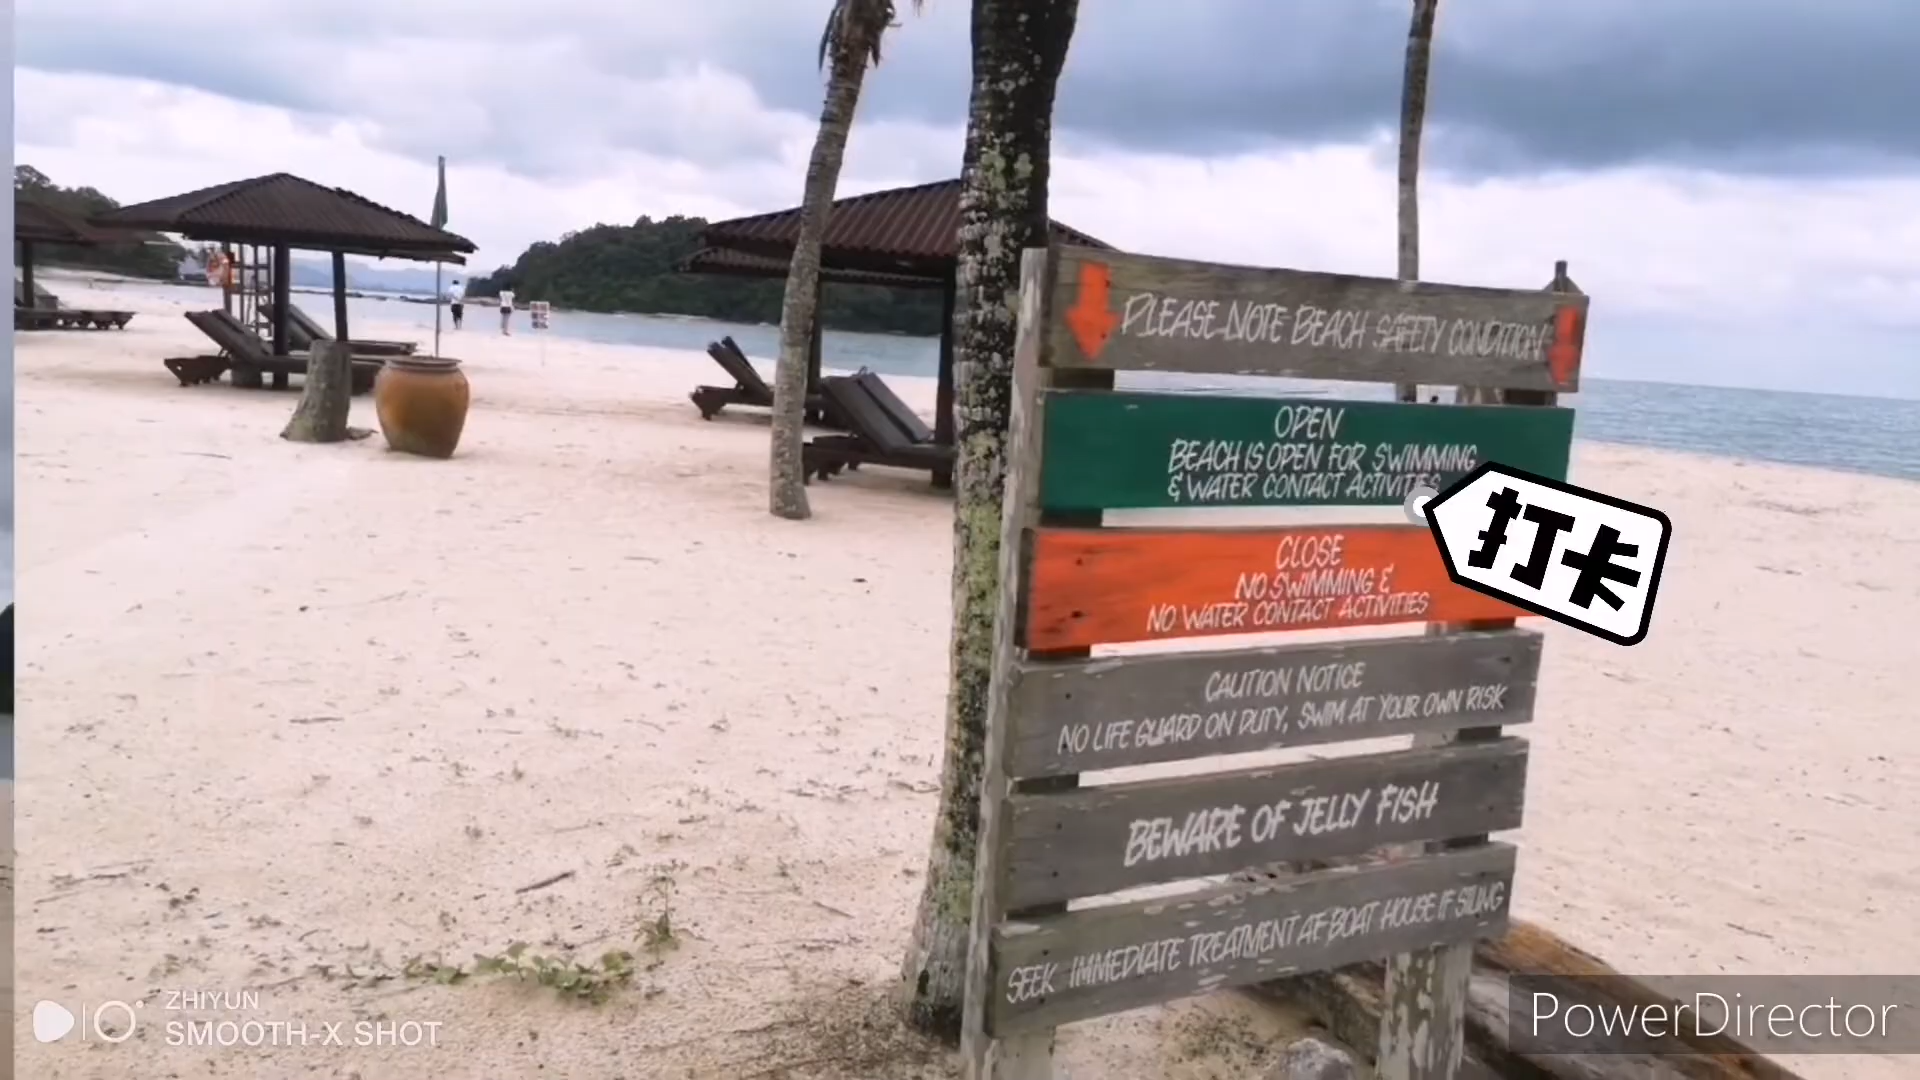 PLEASE NOTE BEACH SAFETY CONDITION
OPEN
BEACH IS OPEN FOR SWIMMING
& WATER CONTACT ACTIVITIES
打卡
CLOSE
NO SWIMMING &
NO WATER CONTACT ACTIVITIES
CAUTION NOTICE
NO LIFE GUARD ON DUTY, SWIM AT YOUR OWN RISK
BEWARE OF JELLY FISH
SEEK IMMEDIATE TREATMENT AT BOAT HOUSE IF STUNG
ZHIYUN
SMOOTH-X SHOT
PowerDirector